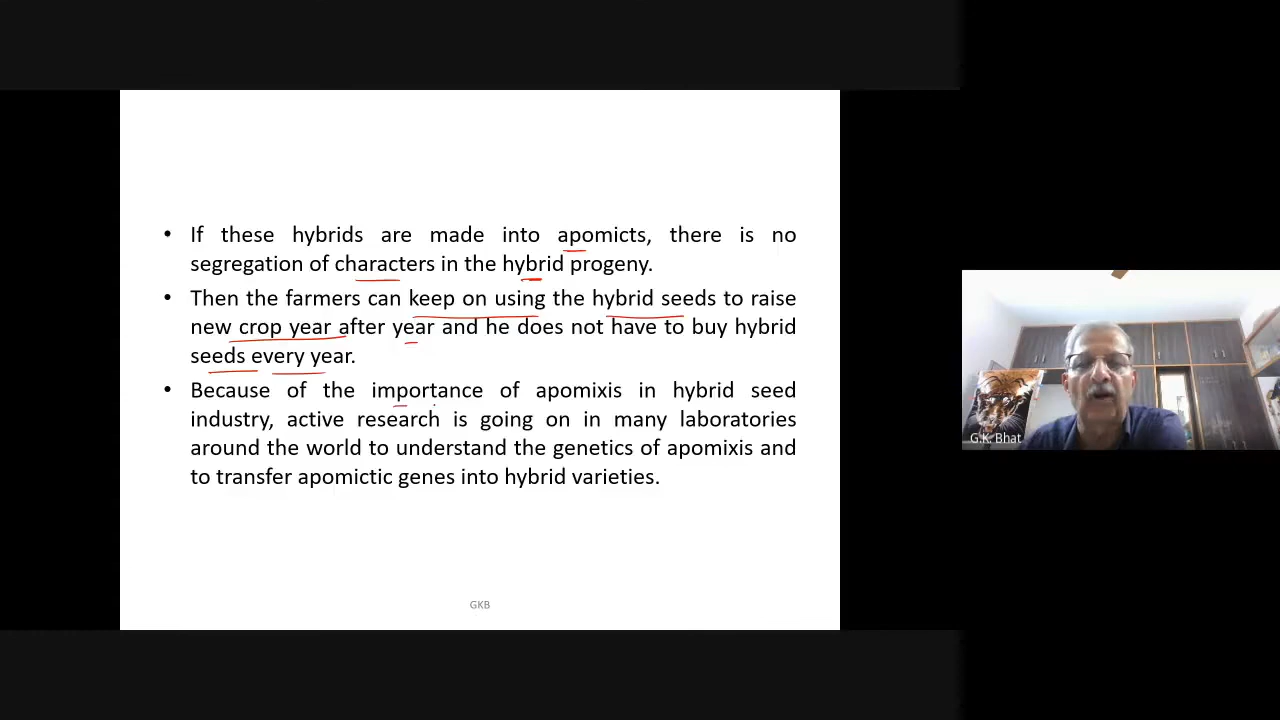 • If these hybrids are made into apomicts, there is no
segregation of characters in the hybrid progeny.
• Then the farmers can keep on using the hybrid seeds to raise
new crop year after year and he does not have to buy hybrid
seeds every year.
• Because of the importance of apomixis in hybrid seed
industry, active research is going on in many laboratories
around the world to understand the genetics of apomixis and
to transfer apomictic genes into hybrid varieties.
GKB
G.K. Bhat